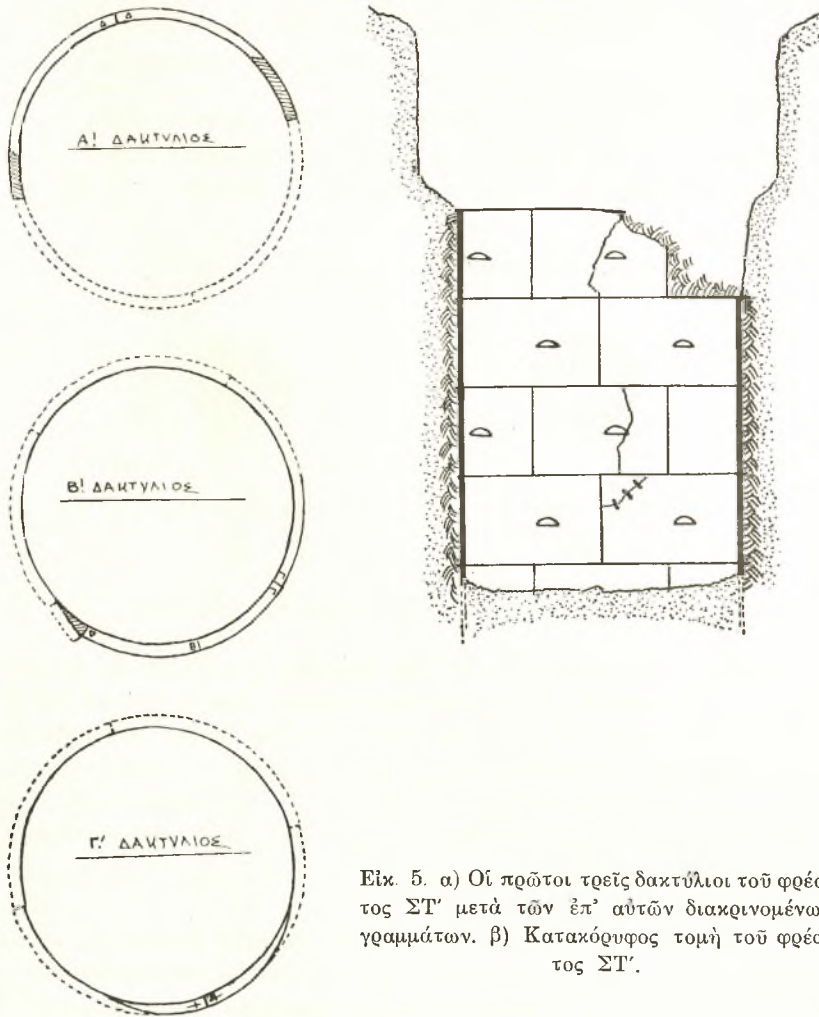 Δ Δ
Α! ΔΑΚΤΥΛΙΟΣ
Β! ΔΑΚΤΥΛΙΟΣ
Γ Γ
Δ
Β
Γ! ΔΑΚΤΥΛΙΟΣ
Εἰκ. 5. α) Οἱ πρῶτοι τρεῖς δακτύλιοι τοῦ φρέα
τος ΣΤ′ μετὰ τῶν ἐπ’ αὐτῶν διακρινομένω
γραμμάτων. β) Κατακόρυφος τομὴ τοῦ φρέα
τος ΣΤ′.